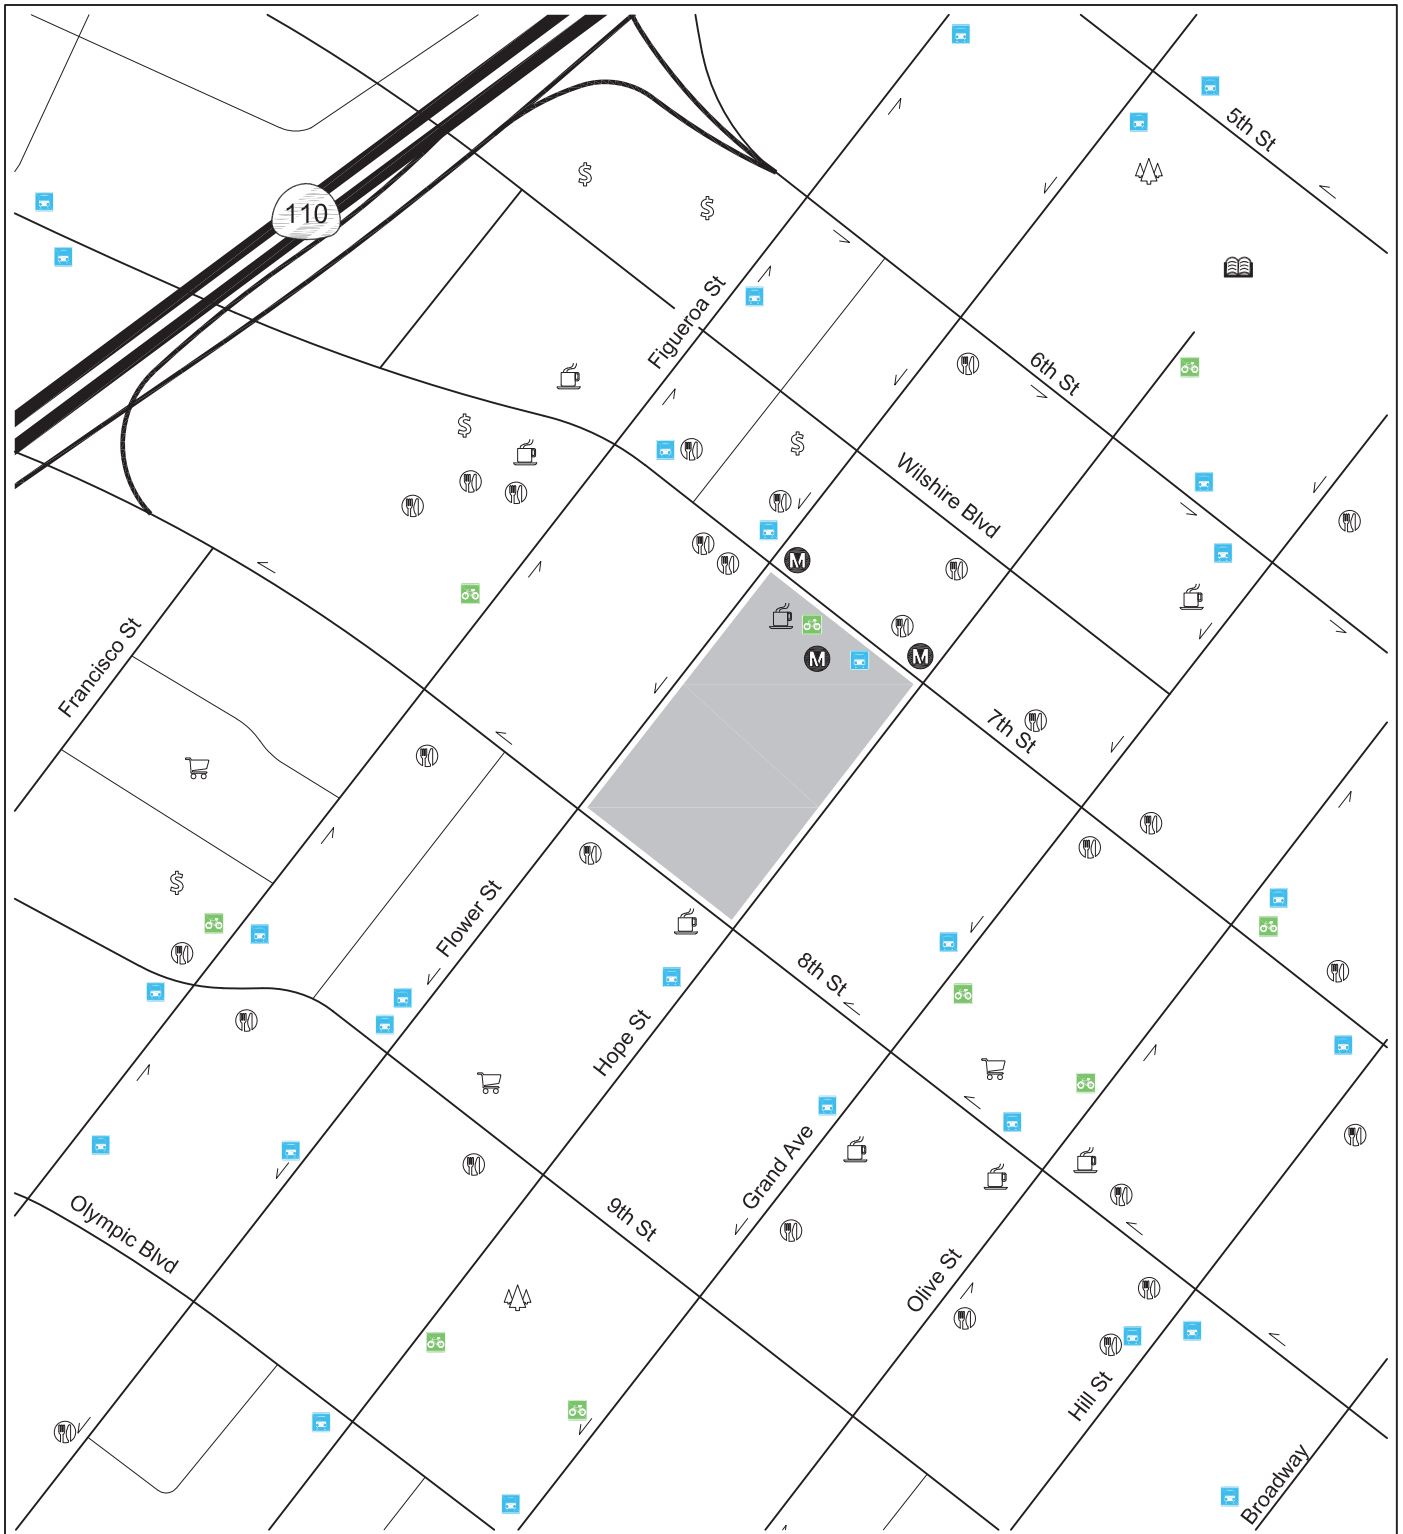 5th St
110
Figueroa St
6th St
Wilshire Blvd
M
Francisco St
M
M
7th St
Flower St
8th St
Hope St
Grand Ave
Olympic Blvd
9th St
Olive St
Hill St
Broadway